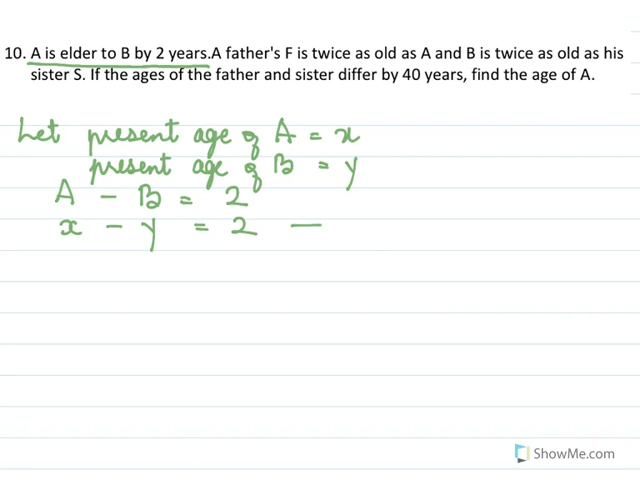 10. A is elder to B by 2 years.A father's F is twice as old as A and B is twice as old as his
sister S. If the ages of the father and sister differ by 40 years, find the age of A.
Let present age of A = x
present age of B = y
A - B = 2
x - y = 2 —
ShowMe.com